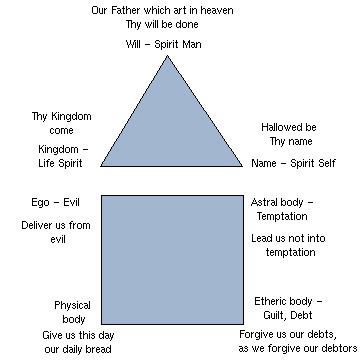 Our Father which art in heaven
Thy will be done
Will – Spirit Man
Thy Kingdom
come
Kingdom –
Life Spirit
Hallowed be
Thy name
Name – Spirit Self
Ego – Evil
Deliver us from
evil
Astral body –
Temptation
Lead us not into
temptation
Physical
body
Give us this day
our daily bread
Etheric body –
Guilt, Debt
Forgive us our debts,
as we forgive our debtors